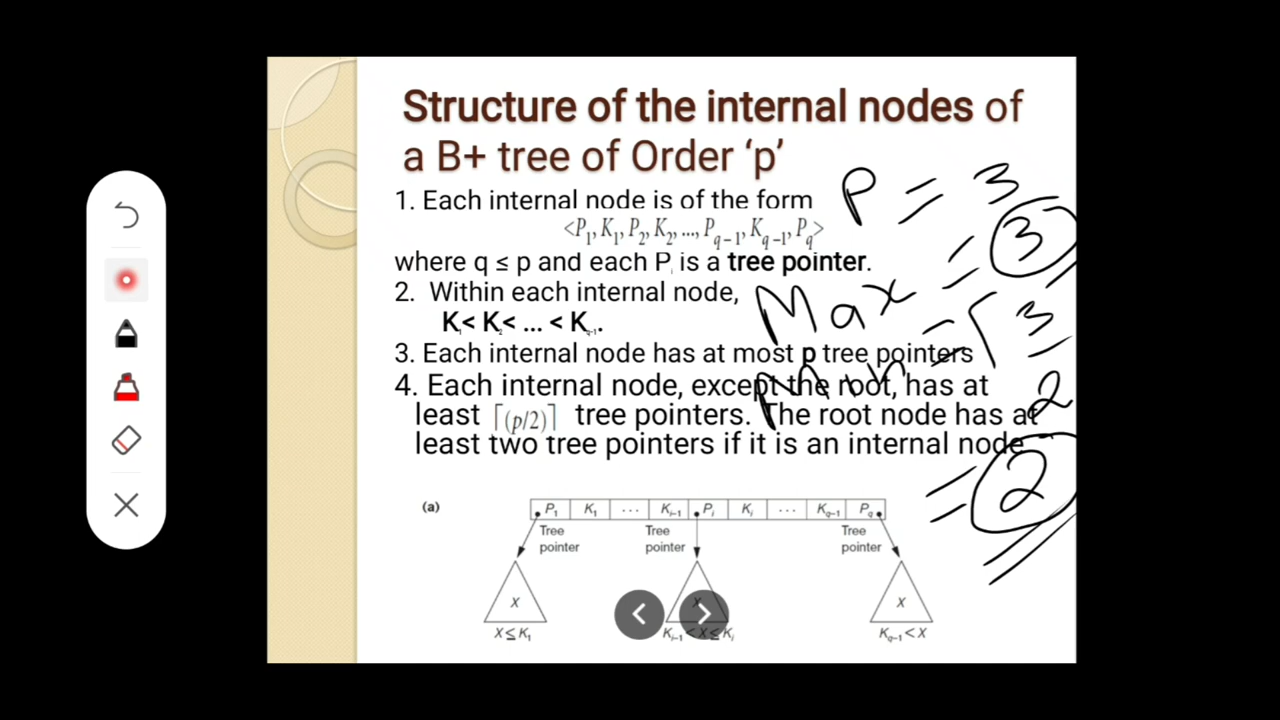 Structure of the internal nodes of
a B+ tree of Order ‘p’
1. Each internal node is of the form
<P1, K1, P2, K2, ..., Pq–1, Kq–1, Pq>
where q ≤ p and each Pi is a tree pointer.
2. Within each internal node,
K1< K2< ... < Kq-1.
3. Each internal node has at most p tree pointers
4. Each internal node, except the root, has at
least ⌈(p/2)⌉ tree pointers. The root node has at
least two tree pointers if it is an internal node.
P = 3
Max = 3
Min = ⌈3
2
= 2
(a)
P1 K1 ... Ki–1 Pi Ki ... Kq–1 Pq
Tree pointer
Tree pointer
Tree pointer
X
X
X
X ≤ K1
Ki–1 < X ≤ Ki
Kq–1 < X